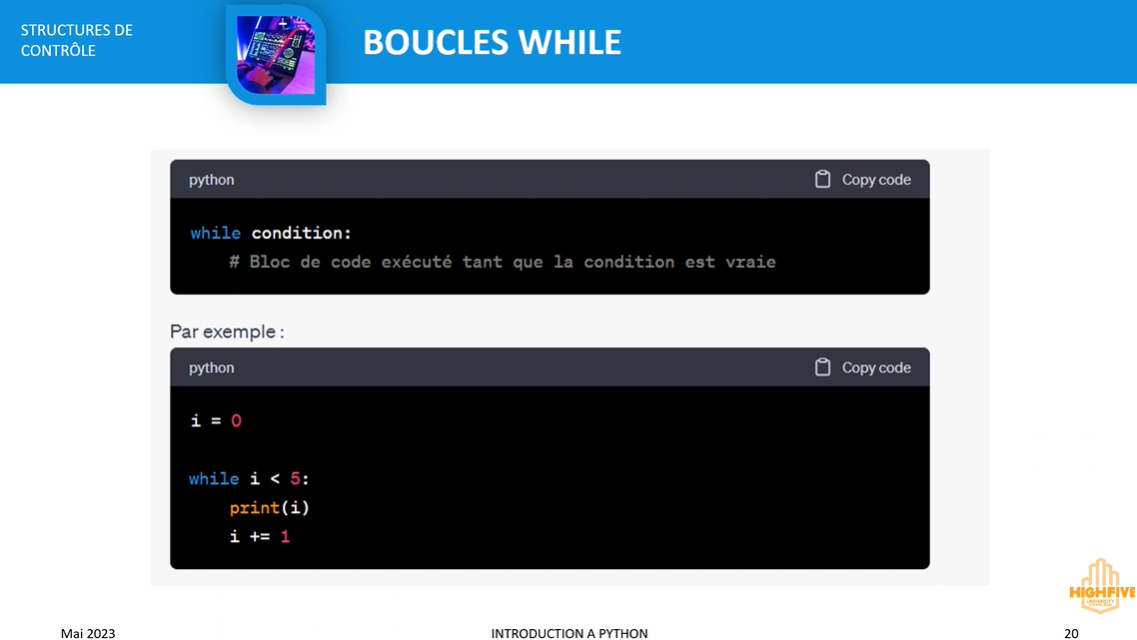 STRUCTURES DE
CONTRÔLE
BOUCLES WHILE
python
Copy code
while condition:
# Bloc de code exécuté tant que la condition est vraie
Par exemple :
python
Copy code
i = 0
while i < 5:
print(i)
i += 1
HIGHFIVE
UNIVERSITY
Mai 2023
INTRODUCTION A PYTHON
20